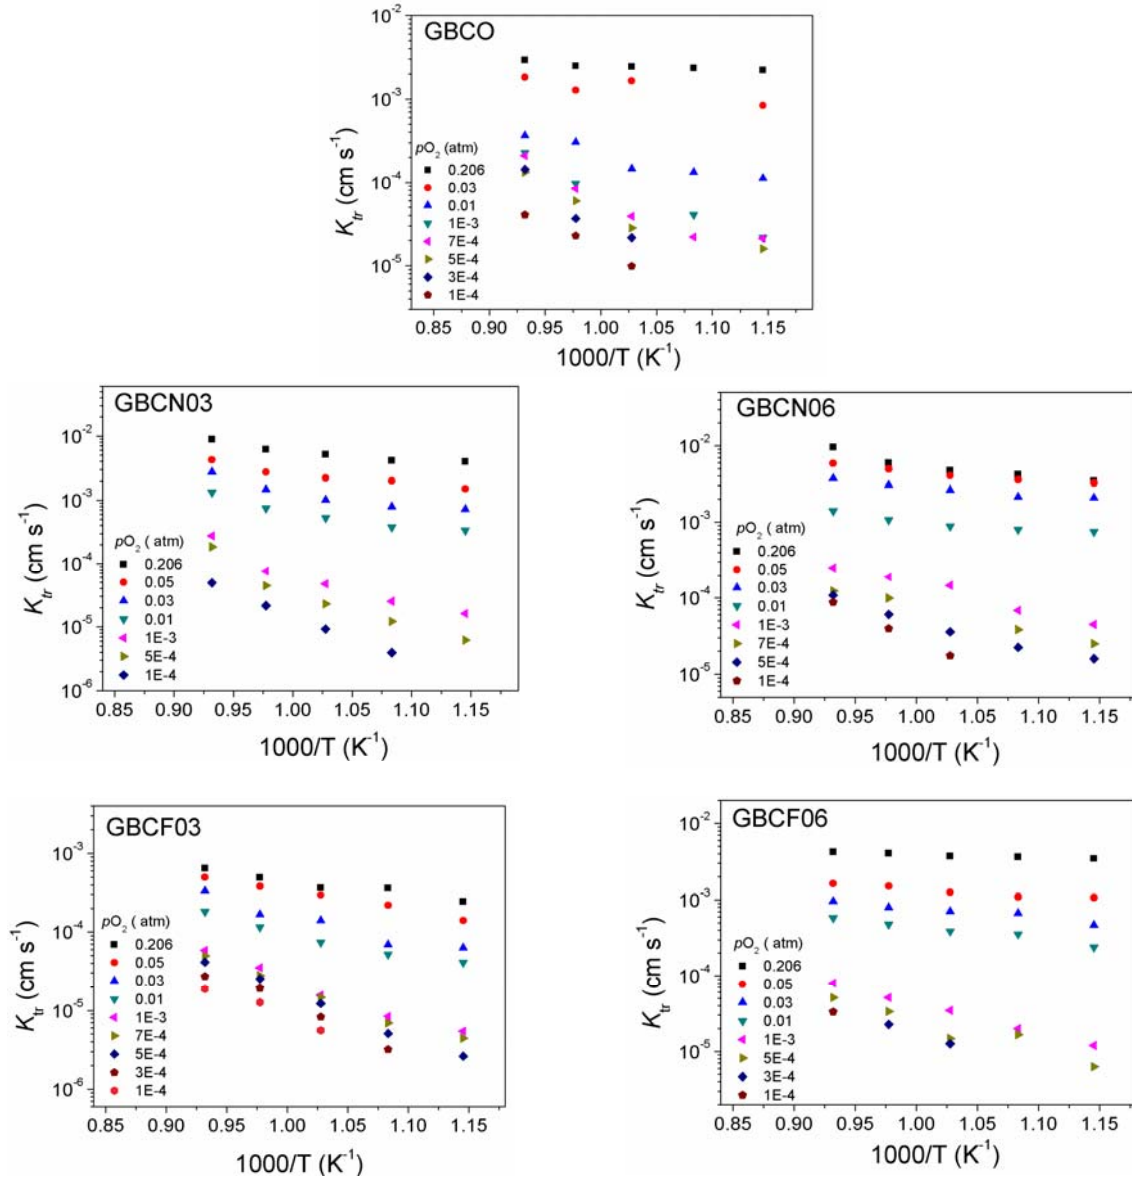 GBCO
10⁻²
10⁻³
10⁻⁴
10⁻⁵
K_tr (cm s⁻¹)
pO₂ (atm)
0.206
0.03
0.01
1E-3
7E-4
5E-4
3E-4
1E-4
0.85 0.90 0.95 1.00 1.05 1.10 1.15
1000/T (K⁻¹)
GBCN03
10⁻²
10⁻³
10⁻⁴
10⁻⁵
10⁻⁶
K_tr (cm s⁻¹)
pO₂ ( atm)
0.206
0.05
0.03
0.01
1E-3
5E-4
1E-4
0.85 0.90 0.95 1.00 1.05 1.10 1.15
1000/T (K⁻¹)
GBCN06
10⁻²
10⁻³
10⁻⁴
10⁻⁵
K_tr (cm s⁻¹)
pO₂ (atm)
0.206
0.05
0.03
0.01
1E-3
7E-4
5E-4
1E-4
0.85 0.90 0.95 1.00 1.05 1.10 1.15
1000/T (K⁻¹)
GBCF03
10⁻³
10⁻⁴
10⁻⁵
10⁻⁶
K_tr (cm s⁻¹)
pO₂ ( atm)
0.206
0.05
0.03
0.01
1E-3
7E-4
5E-4
3E-4
1E-4
0.85 0.90 0.95 1.00 1.05 1.10 1.15
1000/T (K⁻¹)
GBCF06
10⁻²
10⁻³
10⁻⁴
10⁻⁵
K_tr (cm s⁻¹)
pO₂ ( atm)
0.206
0.05
0.03
0.01
1E-3
5E-4
3E-4
1E-4
0.85 0.90 0.95 1.00 1.05 1.10 1.15
1000/T (K⁻¹)